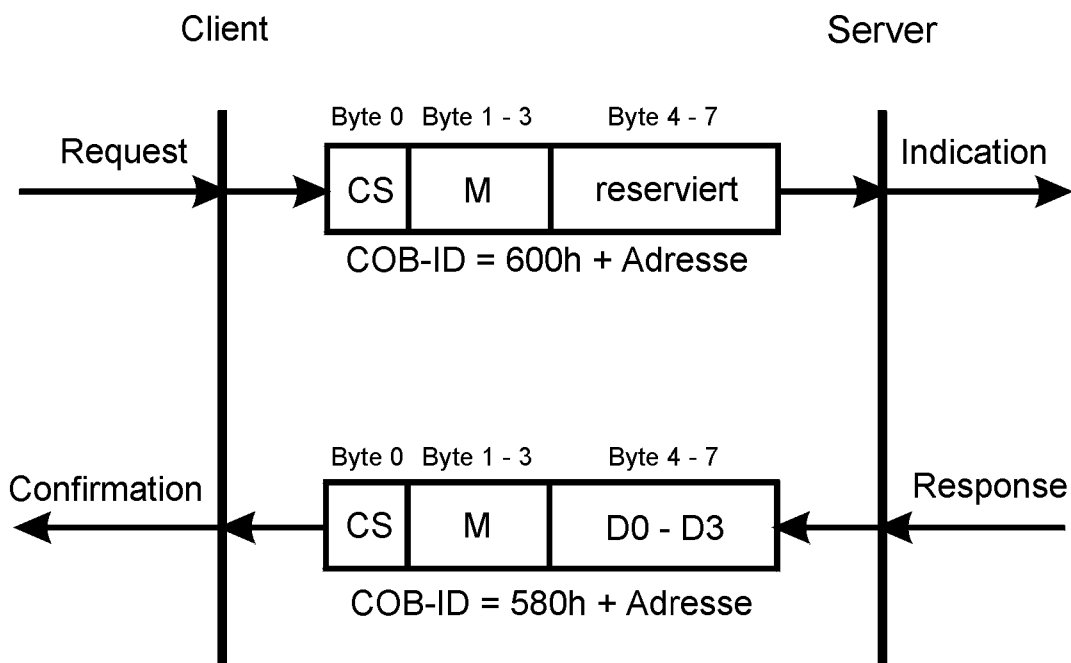 Client
Server
Byte 0
Byte 1 - 3
Byte 4 - 7
Request
CS
M
reserviert
Indication
COB-ID = 600h + Adresse
Byte 0
Byte 1 - 3
Byte 4 - 7
Confirmation
CS
M
D0 - D3
Response
COB-ID = 580h + Adresse